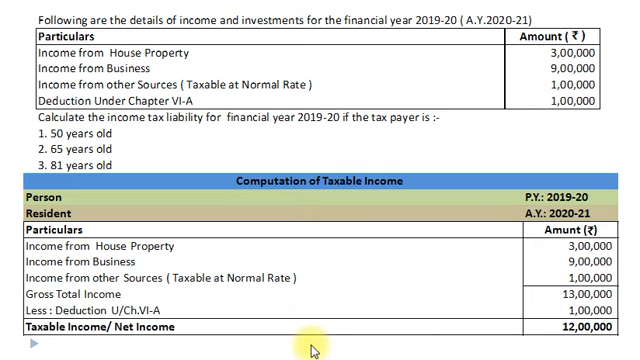 Following are the details of income and investments for the financial year 2019-20 ( A.Y.2020-21)
Particulars Amount ( ₹ )
Income from House Property 3,00,000
Income from Business 9,00,000
Income from other Sources ( Taxable at Normal Rate ) 1,00,000
Deduction Under Chapter VI-A 1,00,000
Calculate the income tax liability for financial year 2019-20 if the tax payer is :-
1. 50 years old
2. 65 years old
3. 81 years old
Computation of Taxable Income
Person P.Y.: 2019-20
Resident A.Y.: 2020-21
Particulars Amunt (₹)
Income from House Property 3,00,000
Income from Business 9,00,000
Income from other Sources ( Taxable at Normal Rate ) 1,00,000
Gross Total Income 13,00,000
Less : Deduction U/Ch.VI-A 1,00,000
Taxable Income/ Net Income 12,00,000